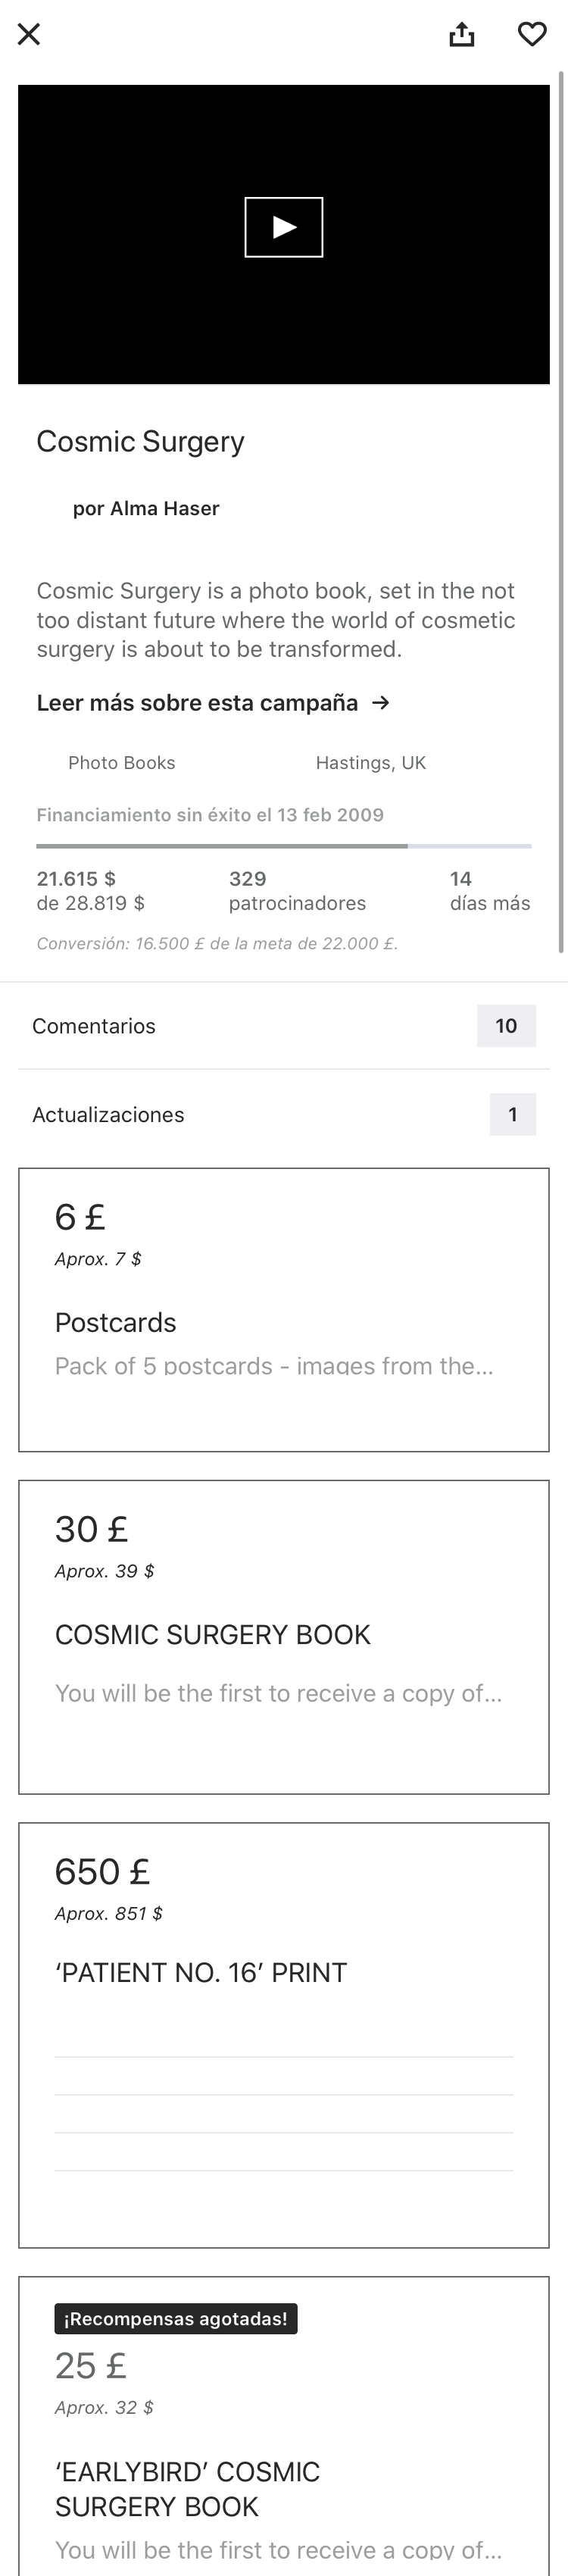 Cosmic Surgery
por Alma Haser
Cosmic Surgery is a photo book, set in the not
too distant future where the world of cosmetic
surgery is about to be transformed.
Leer más sobre esta campaña →
Photo Books Hastings, UK
Financiamiento sin éxito el 13 feb 2009
21.615 $ 329 14
de 28.819 $ patrocinadores días más
Conversión: 16.500 £ de la meta de 22.000 £.
Comentarios 10
Actualizaciones 1
6 £
Aprox. 7 $
Postcards
Pack of 5 postcards - images from the...
30 £
Aprox. 39 $
COSMIC SURGERY BOOK
You will be the first to receive a copy of...
650 £
Aprox. 851 $
‘PATIENT NO. 16’ PRINT
¡Recompensas agotadas!
25 £
Aprox. 32 $
‘EARLYBIRD’ COSMIC
SURGERY BOOK
You will be the first to receive a copy of...